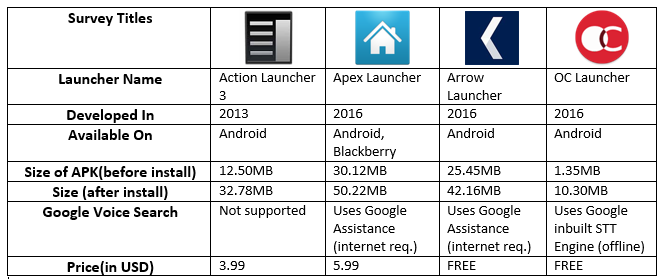 Survey Titles
Launcher Name Action Launcher 3 Apex Launcher Arrow Launcher OC Launcher
Developed In 2013 2016 2016 2016
Available On Android Android, Blackberry Android Android
Size of APK(before install) 12.50MB 30.12MB 25.45MB 1.35MB
Size (after install) 32.78MB 50.22MB 42.16MB 10.30MB
Google Voice Search Not supported Uses Google Assistance (internet req.) Uses Google Assistance (internet req.) Uses Google inbuilt STT Engine (offline)
Price(in USD) 3.99 5.99 FREE FREE